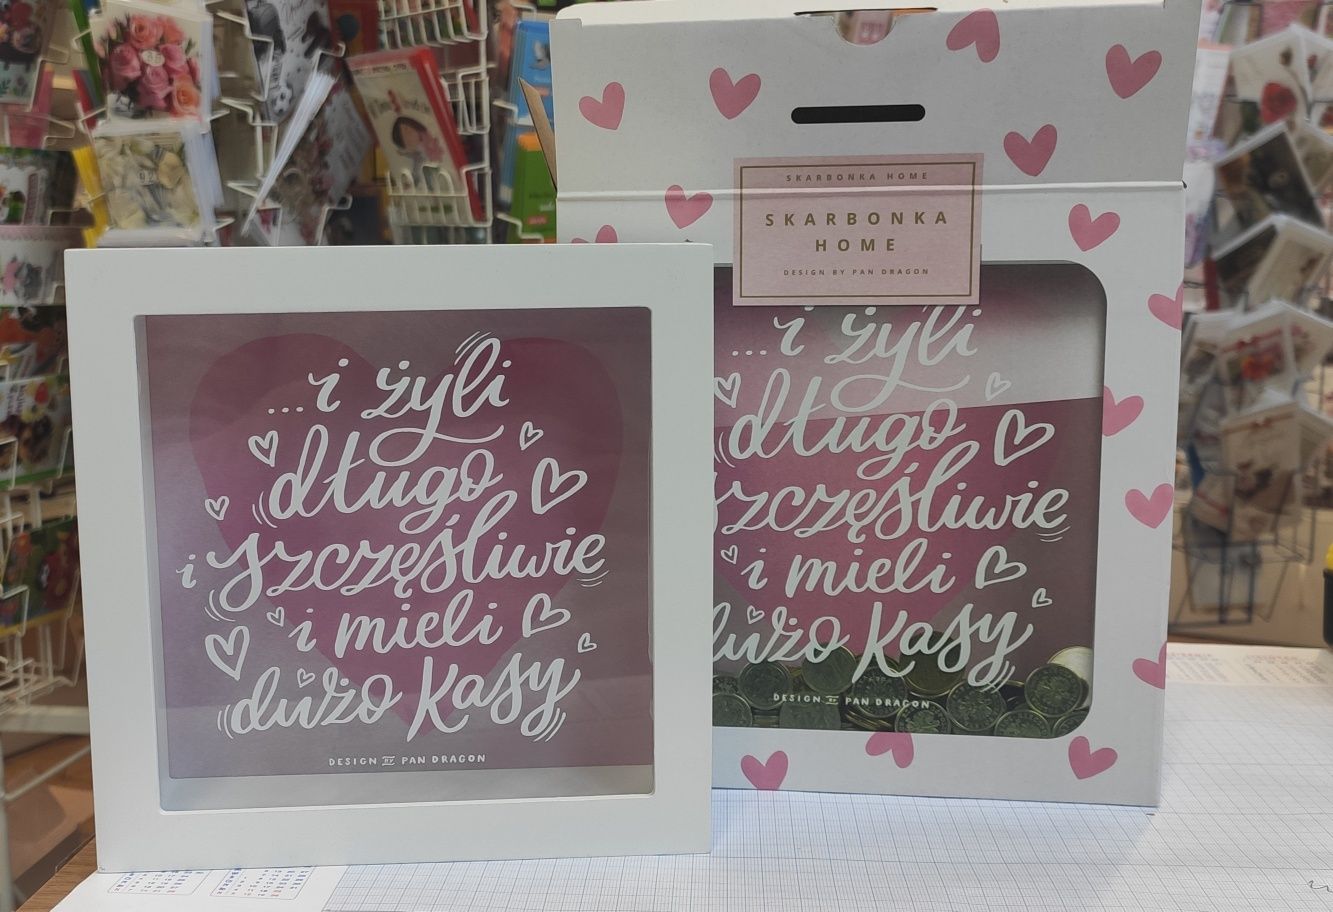 ...i żyli
długo
i szczęśliwie
i mieli
dużo kasy
DESIGN BY PAN DRAGON
SKARBONKA HOME
SKARBONKA
HOME
DESIGN BY PAN DRAGON
...i żyli
długo
szczęśliwie
i mieli
dużo kasy
DESIGN BY PAN DRAGON